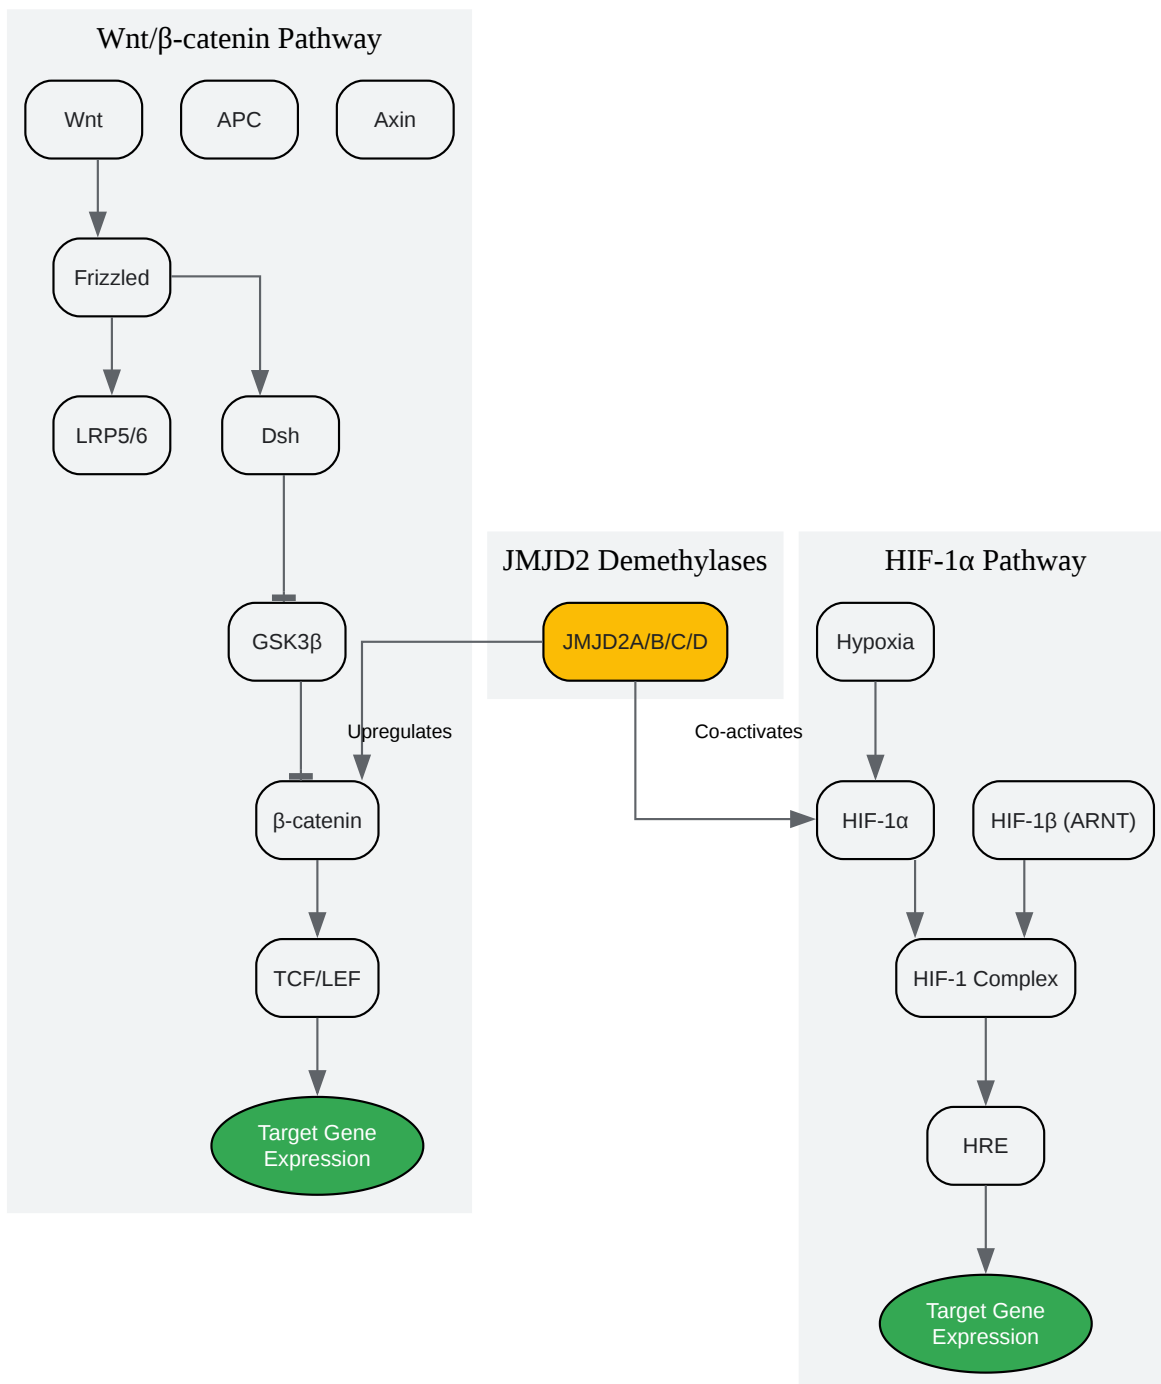 Wnt/β-catenin Pathway
Wnt
APC
Axin
Frizzled
LRP5/6
Dsh
GSK3β
β-catenin
TCF/LEF
Target Gene
Expression
JMJD2 Demethylases
JMJD2A/B/C/D
Upregulates
Co-activates
HIF-1α Pathway
Hypoxia
HIF-1α
HIF-1β (ARNT)
HIF-1 Complex
HRE
Target Gene
Expression